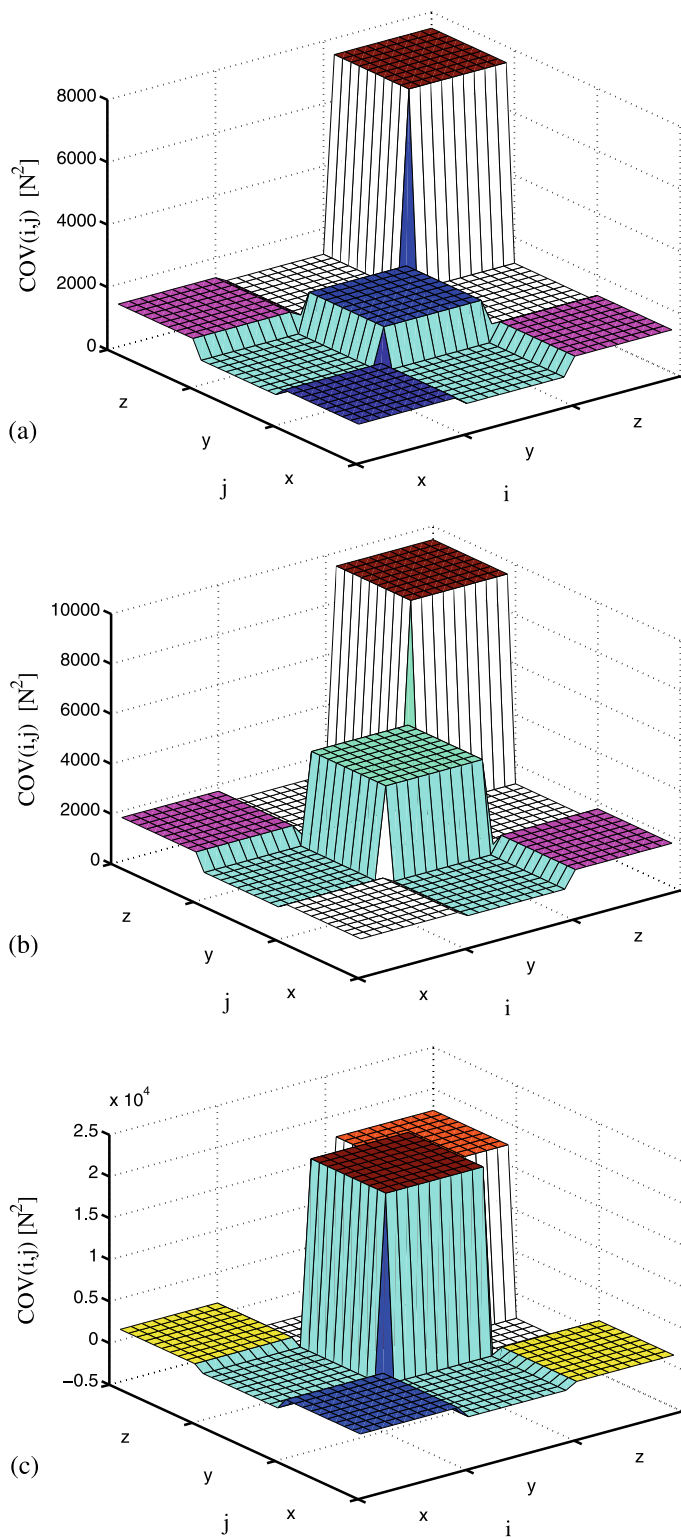 8000
6000
4000
2000
0
COV(i,j) [N²]
z
y
x
j
x
y
z
i
(a)
10000
8000
6000
4000
2000
0
COV(i,j) [N²]
z
y
x
j
x
y
z
i
(b)
x 10⁴
2.5
2
1.5
1
0.5
0
−0.5
COV(i,j) [N²]
z
y
x
j
x
y
z
i
(c)